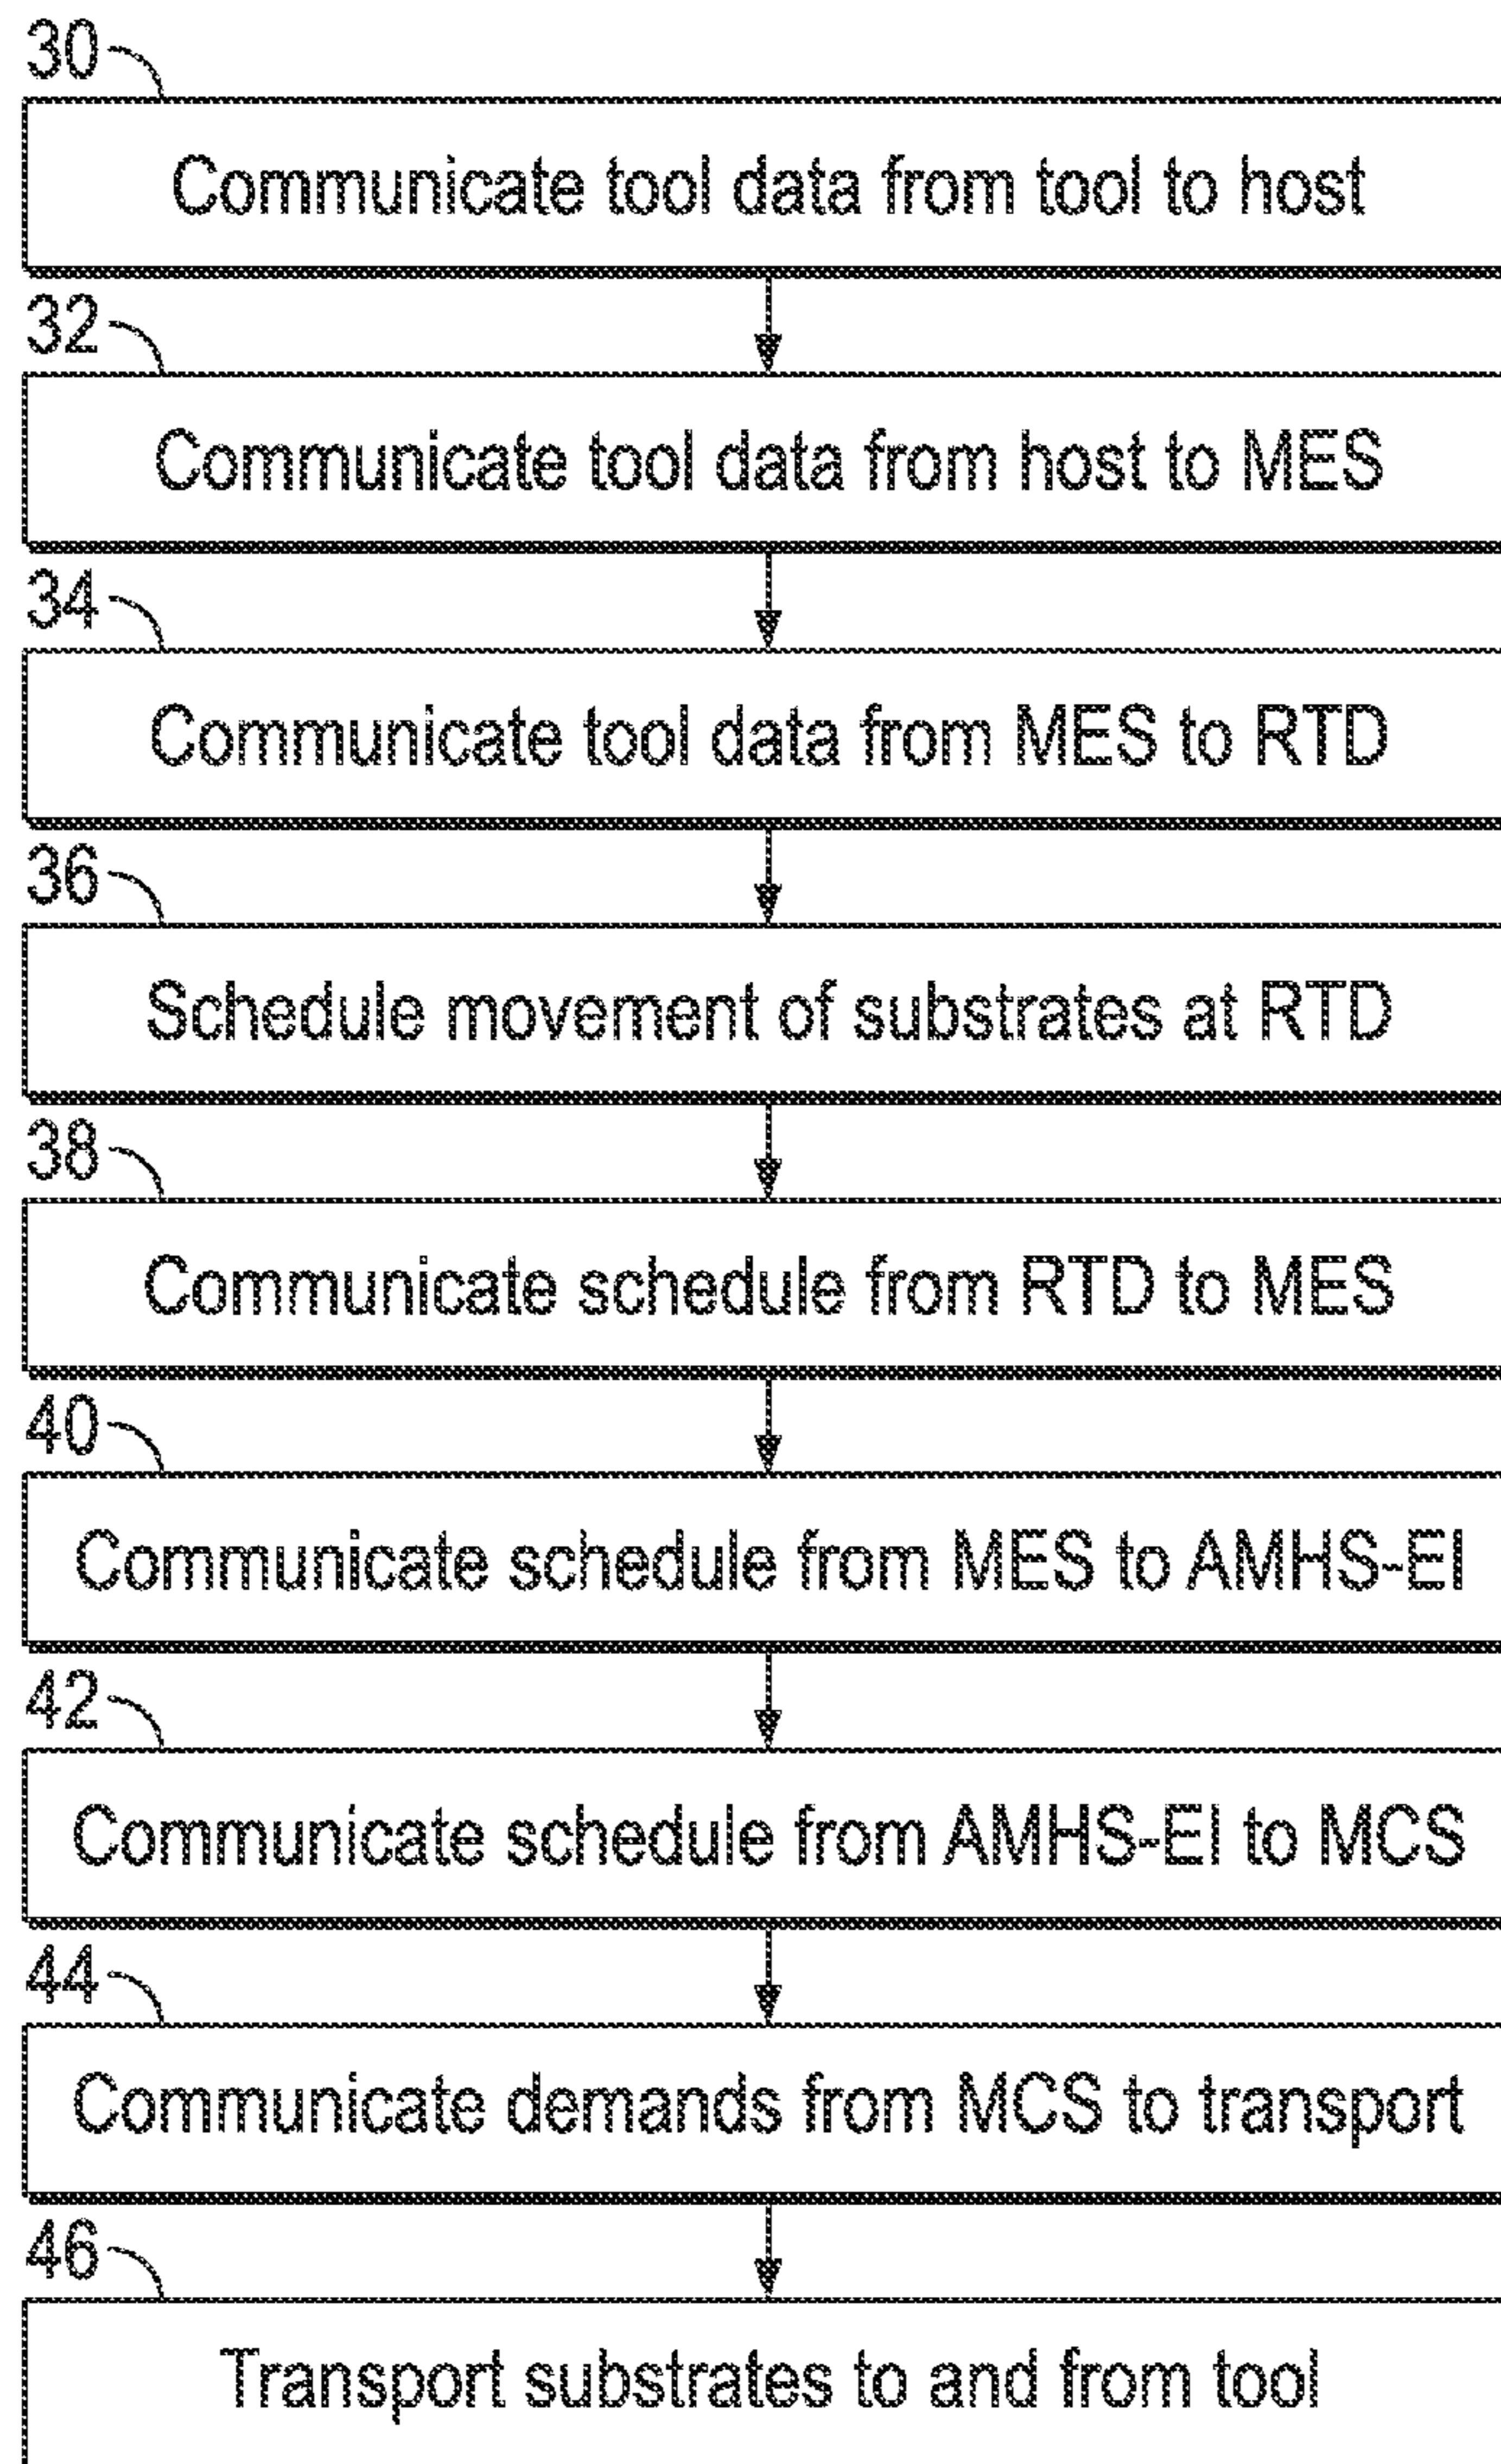 30
Communicate tool data from tool to host
32
Communicate tool data from host to MES
34
Communicate tool data from MES to RTD
36
Schedule movement of substrates at RTD
38
Communicate schedule from RTD to MES
40
Communicate schedule from MES to AMHS-EI
42
Communicate schedule from AMHS-EI to MCS
44
Communicate demands from MCS to transport
46
Transport substrates to and from tool